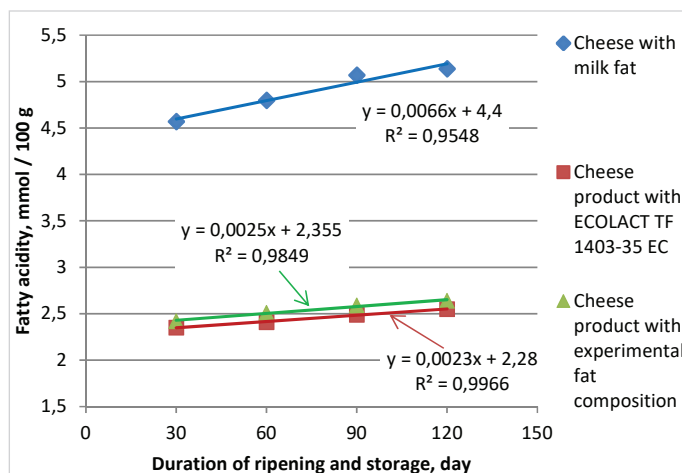 5,5
5
4,5
4
3,5
3
2,5
2
1,5
0
30
60
90
120
150
Fatty acidity, mmol / 100 g
Duration of ripening and storage, day
y = 0,0066x + 4,4
R² = 0,9548
y = 0,0025x + 2,355
R² = 0,9849
y = 0,0023x + 2,28
R² = 0,9966
Cheese with
milk fat
Cheese
product with
ECOLACT TF
1403-35 EC
Cheese
product with
experimental
fat
composition